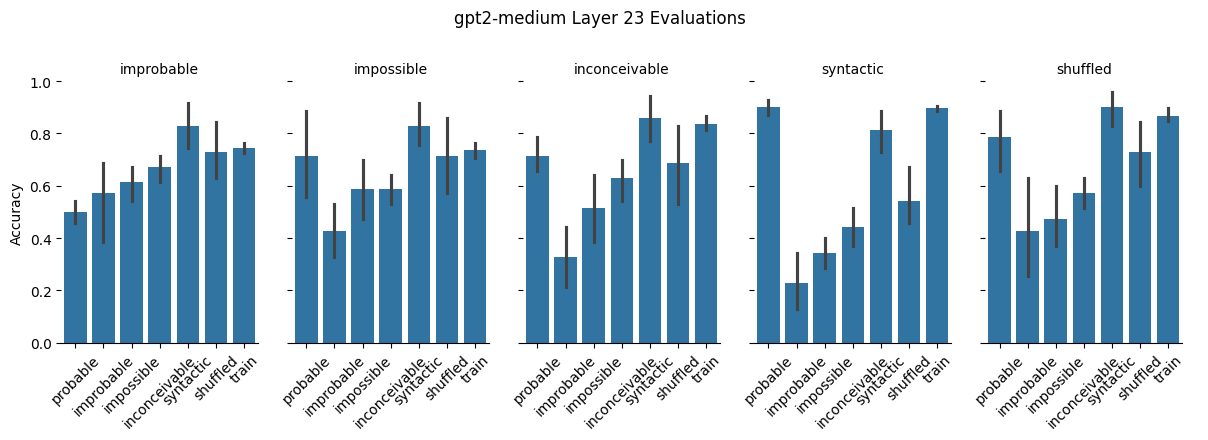 gpt2-medium Layer 23 Evaluations
improbable
impossible
inconceivable
syntactic
shuffled
Accuracy
1.0
0.8
0.6
0.4
0.2
0.0
probable
improbable
impossible
inconceivable
syntactic
shuffled
train
probable
improbable
impossible
inconceivable
syntactic
shuffled
train
probable
improbable
impossible
inconceivable
syntactic
shuffled
train
probable
improbable
impossible
inconceivable
syntactic
shuffled
train
probable
improbable
impossible
inconceivable
syntactic
shuffled
train